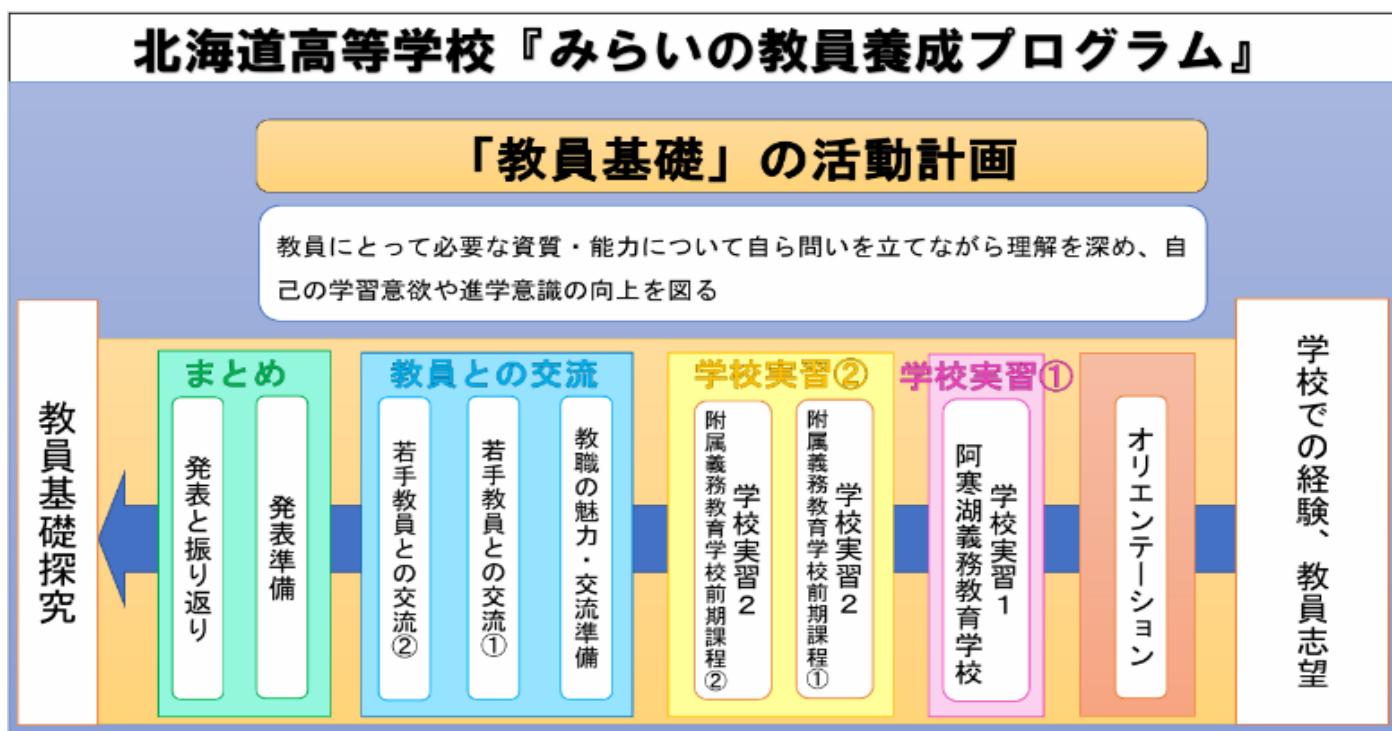 北海道高等学校『みらいの教員養成プログラム』
「教員基礎」の活動計画
教員にとって必要な資質・能力について自ら問いを立てながら理解を深め、自
己の学習意欲や進学意識の向上を図る
学校での経験、教員志望
オリエンテーション
学校実習①
学校実習1
阿寒湖義務教育学校
学校実習②
学校実習2
附属義務教育学校前期課程①
学校実習2
附属義務教育学校前期課程②
教員との交流
教職の魅力・交流準備
若手教員との交流①
若手教員との交流②
まとめ
発表準備
発表と振り返り
教員基礎探究